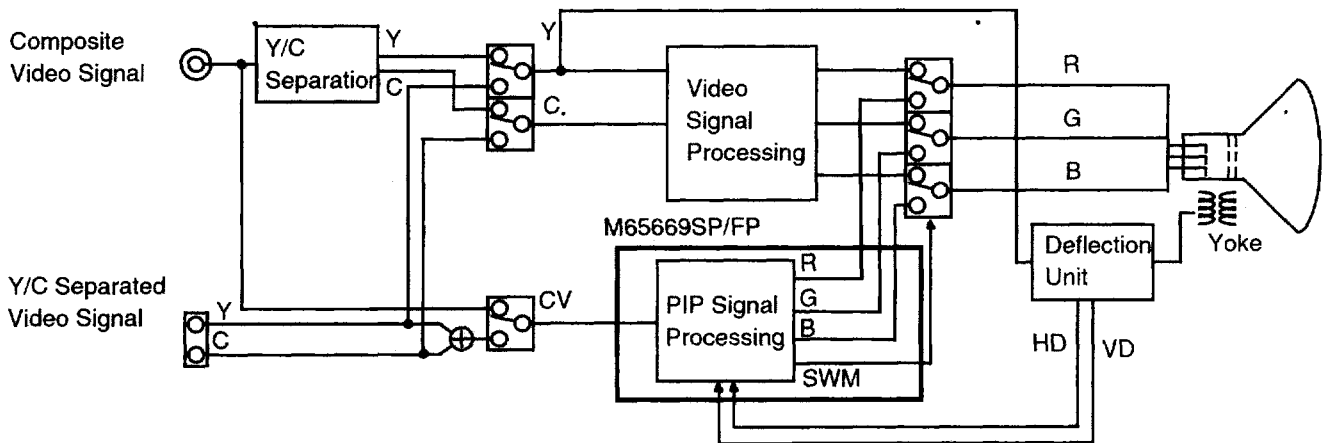 Composite
Video Signal
Y/C
Separation
Y
C
Y
C.
Video
Signal
Processing
R
G
B
Yoke
Deflection
Unit
HD
VD
M65669SP/FP
PIP Signal
Processing
R
G
B
SWM
CV
Y/C Separated
Video Signal
Y
C